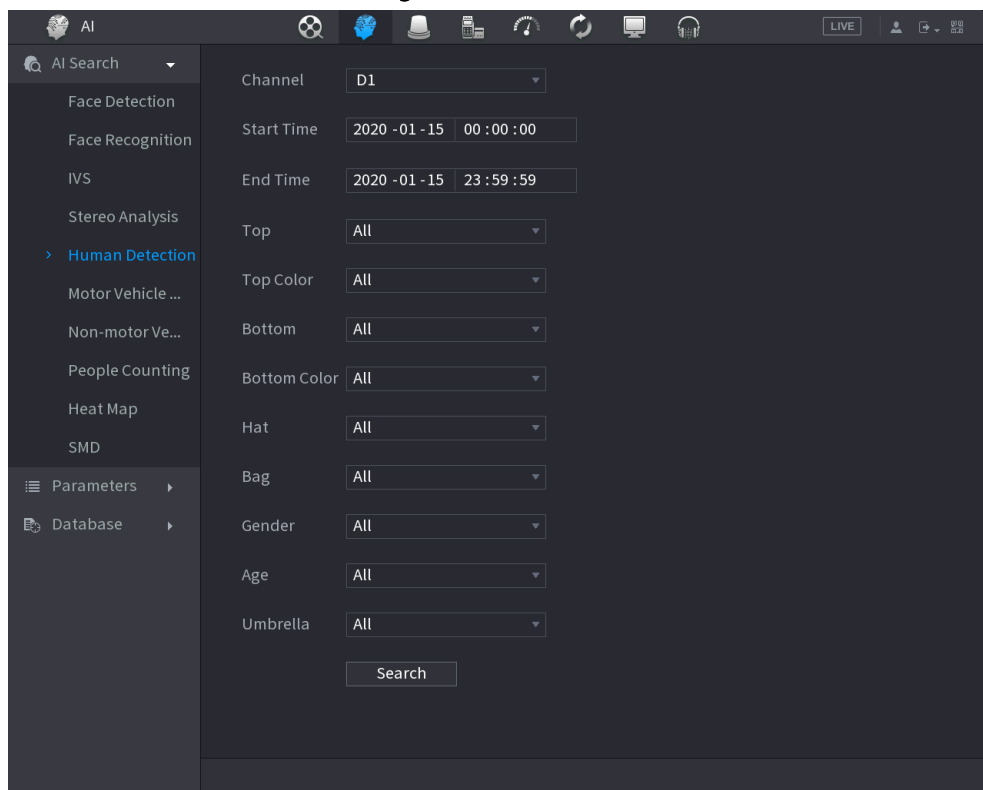 AI
LIVE
AI Search
Face Detection
Face Recognition
IVS
Stereo Analysis
Human Detection
Motor Vehicle ...
Non-motor Ve...
People Counting
Heat Map
SMD
Parameters
Database
Channel D1
Start Time 2020 -01 -15 00 :00 :00
End Time 2020 -01 -15 23 :59 :59
Top All
Top Color All
Bottom All
Bottom Color All
Hat All
Bag All
Gender All
Age All
Umbrella All
Search